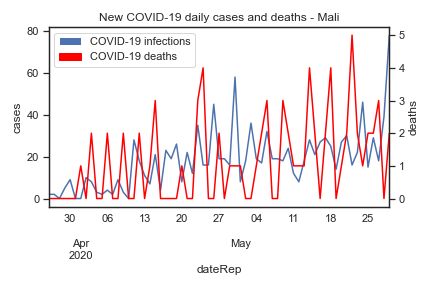 New COVID-19 daily cases and deaths - Mali
COVID-19 infections
COVID-19 deaths
cases
80
60
40
20
0
deaths
5
4
3
2
1
0
30 06 13 20 27 04 11 18 25
Apr May
2020
dateRep